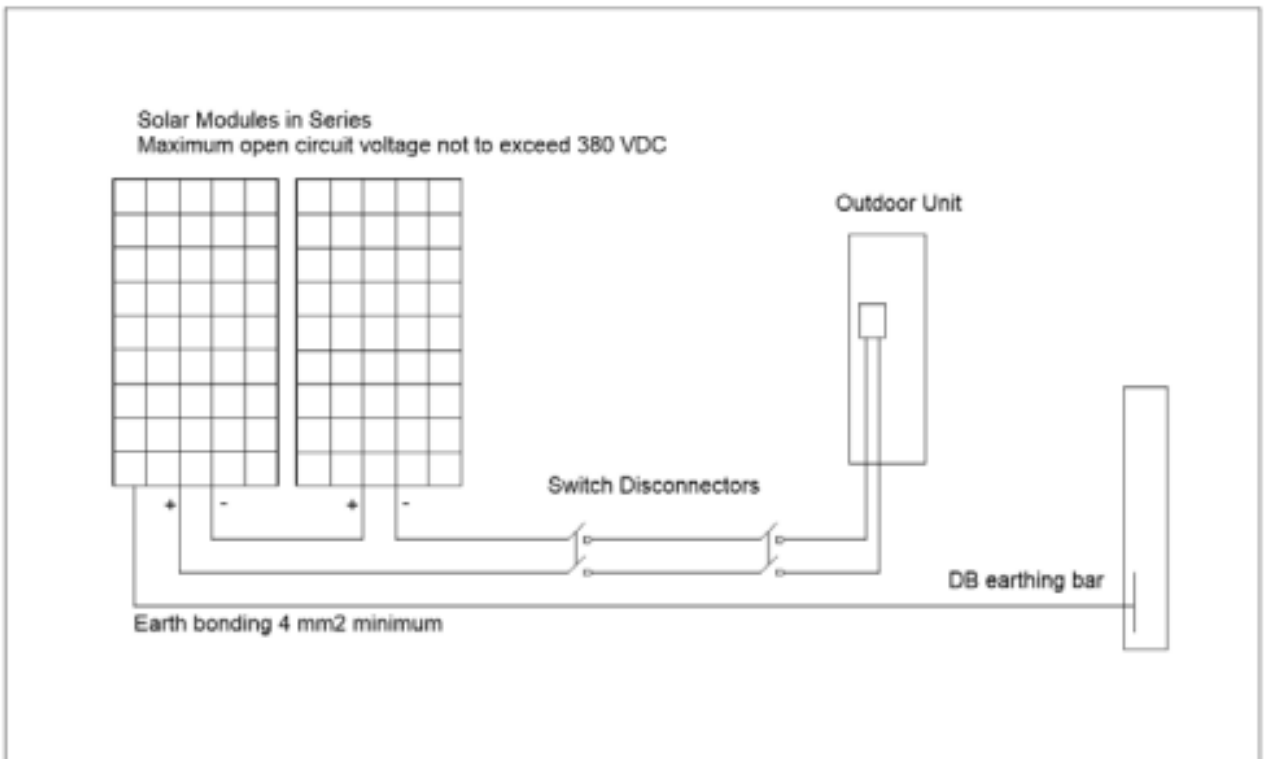 Solar Modules in Series
Maximum open circuit voltage not to exceed 380 VDC
Outdoor Unit
+ - + -
Switch Disconnectors
DB earthing bar
Earth bonding 4 mm2 minimum